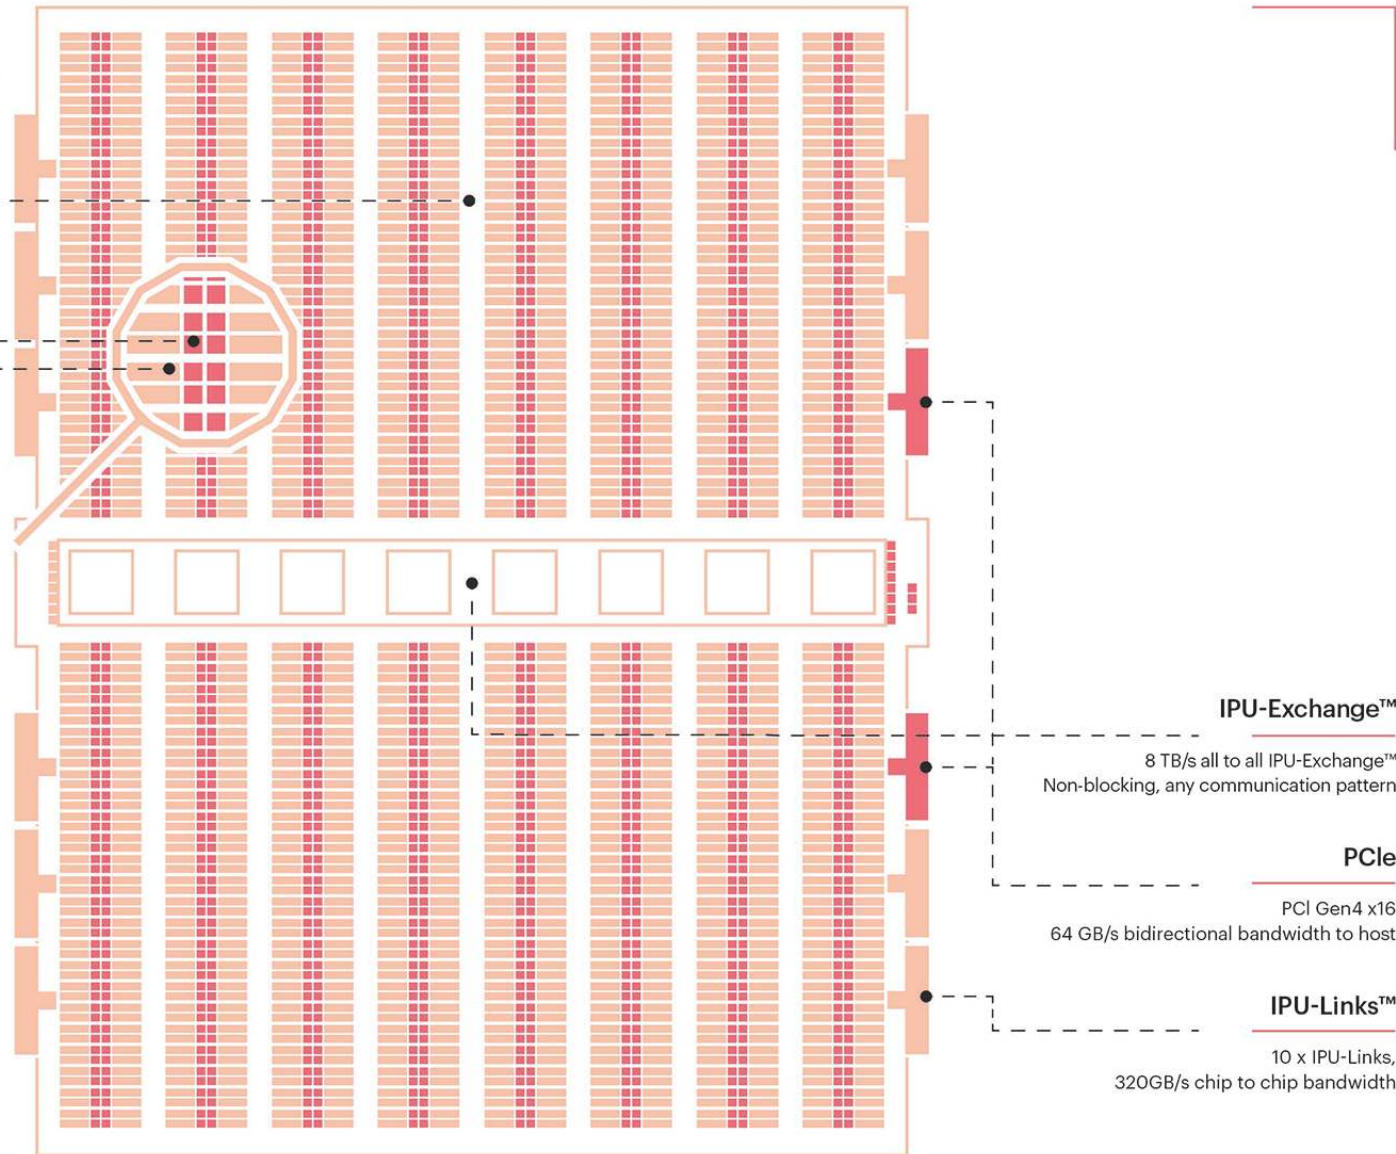 IPU-Exchange™
8 TB/s all to all IPU-Exchange™
Non-blocking, any communication pattern
PCIe
PCI Gen4 x16
64 GB/s bidirectional bandwidth to host
IPU-Links™
10 x IPU-Links,
320GB/s chip to chip bandwidth